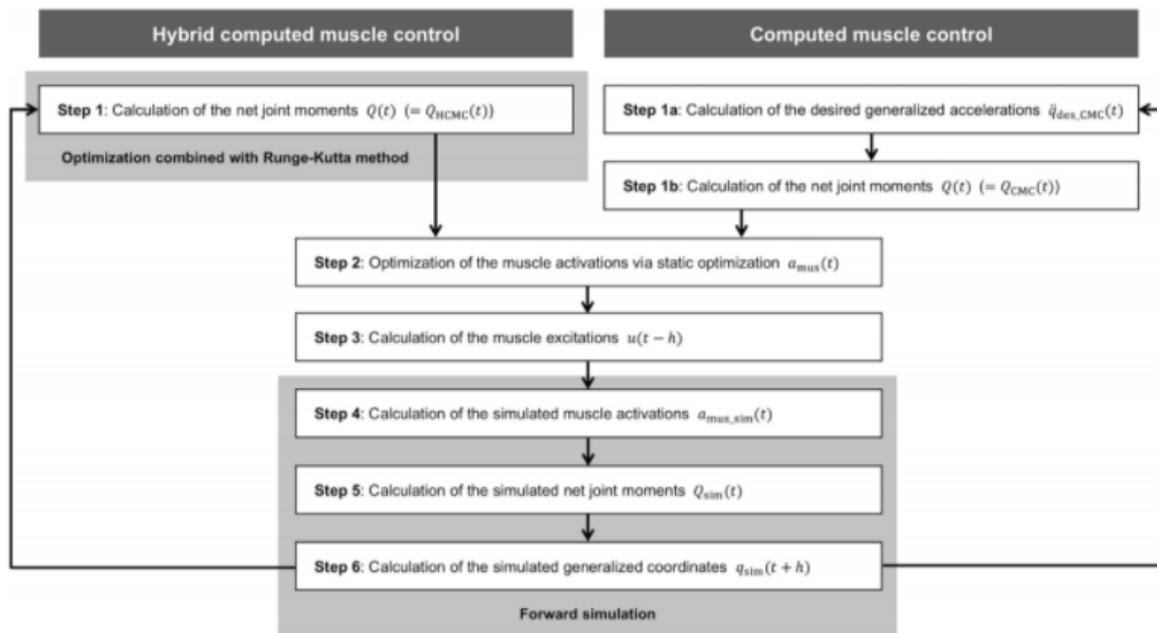 Hybrid computed muscle control
Computed muscle control
Step 1: Calculation of the net joint moments Q(t) (= Q_HCMC(t))
Optimization combined with Runge-Kutta method
Step 1a: Calculation of the desired generalized accelerations q̈_des_CMC(t)
Step 1b: Calculation of the net joint moments Q(t) (= Q_CMC(t))
Step 2: Optimization of the muscle activations via static optimization a_mus(t)
Step 3: Calculation of the muscle excitations u(t − h)
Step 4: Calculation of the simulated muscle activations a_mus_sim(t)
Step 5: Calculation of the simulated net joint moments Q_sim(t)
Step 6: Calculation of the simulated generalized coordinates q_sim(t + h)
Forward simulation